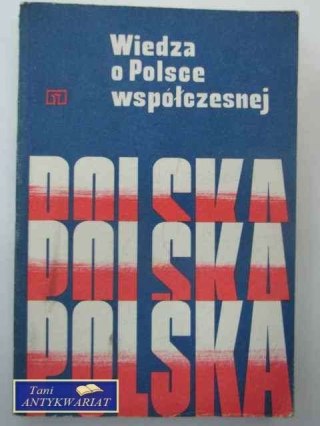 Wiedza
o Polsce
współczesnej
POLSKA
POLSKA
POLSKA
Tani
ANTYKWARIAT